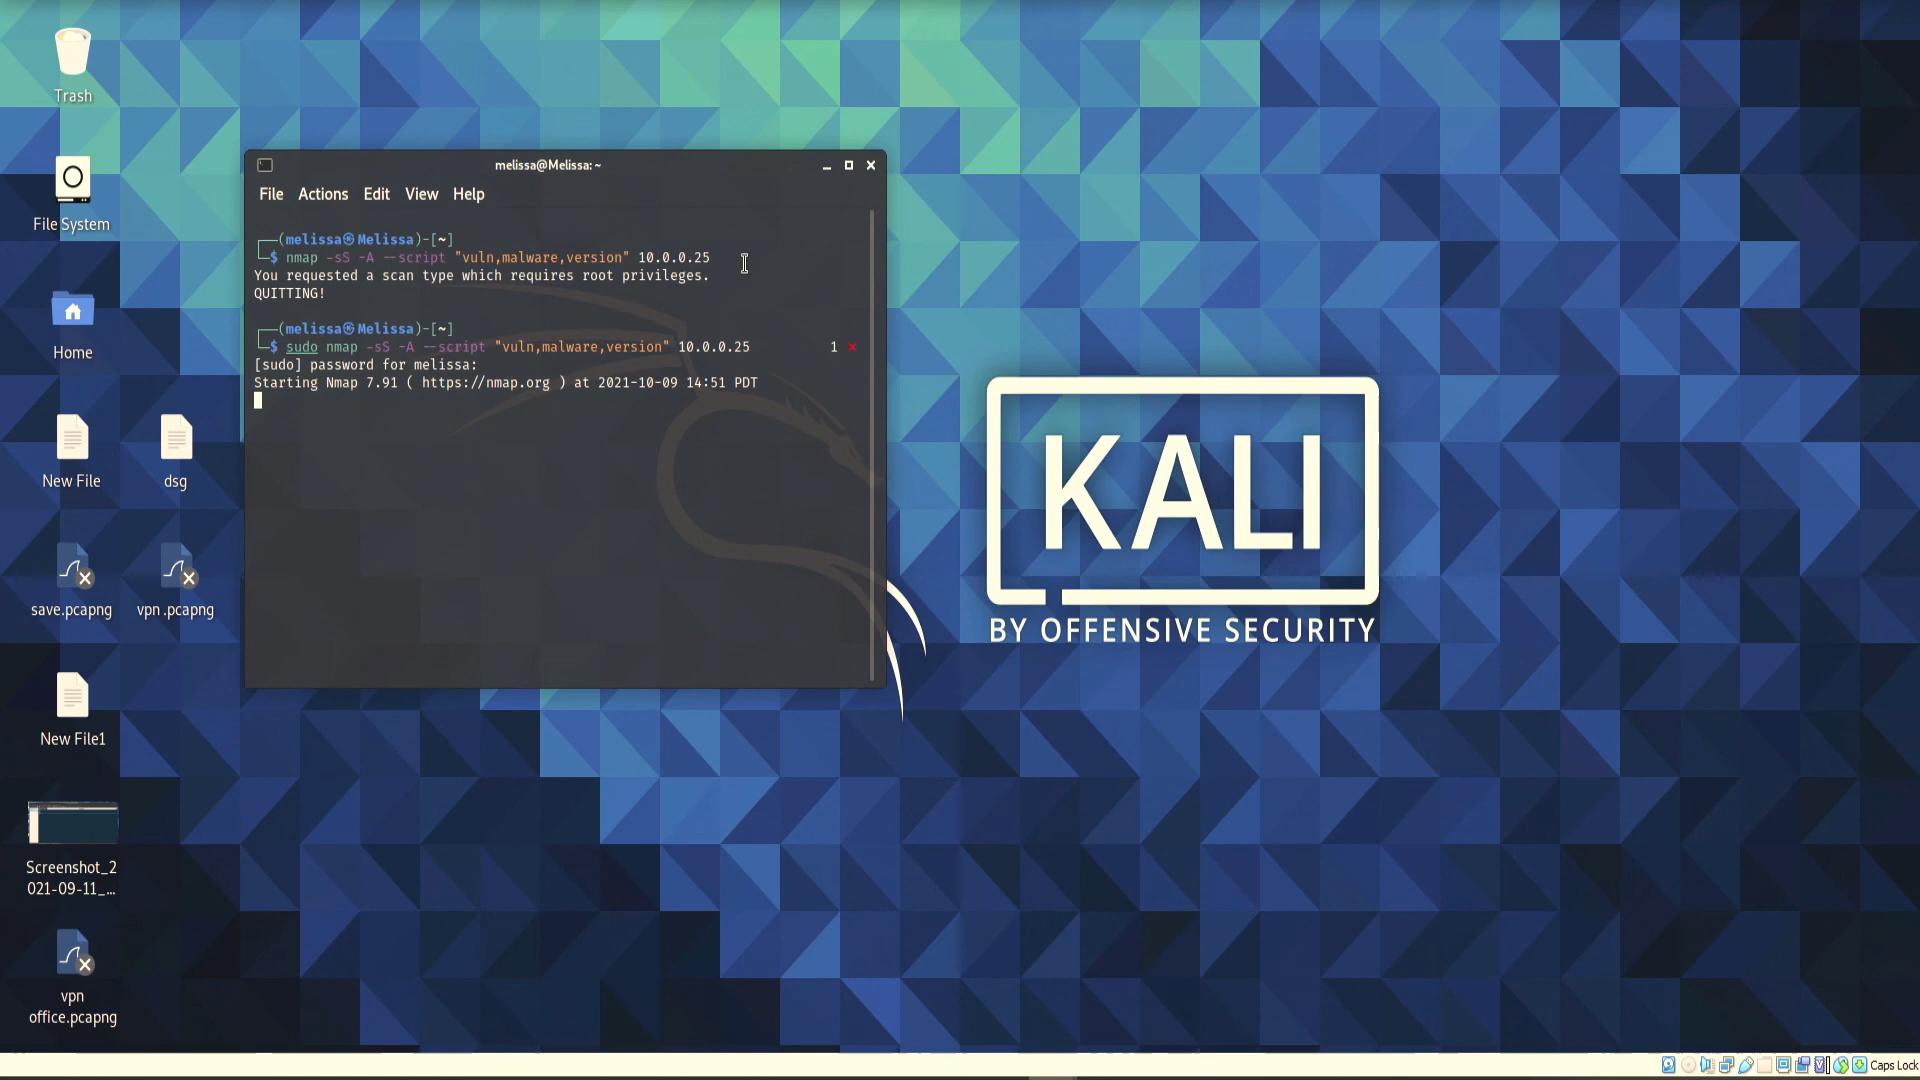 Trash
File System
Home
New File
dsg
save.pcapng
vpn .pcapng
New File1
Screenshot_2
021-09-11_...
vpn
office.pcapng
melissa@Melissa: ~
File Actions Edit View Help
┌──(melissa㉿Melissa)-[~]
└─$ nmap -sS -A --script "vuln,malware,version" 10.0.0.25
You requested a scan type which requires root privileges.
QUITTING!
┌──(melissa㉿Melissa)-[~]
└─$ sudo nmap -sS -A --script "vuln,malware,version" 10.0.0.25 1 ⨯
[sudo] password for melissa:
Starting Nmap 7.91 ( https://nmap.org ) at 2021-10-09 14:51 PDT
KALI
BY OFFENSIVE SECURITY
Caps Lock